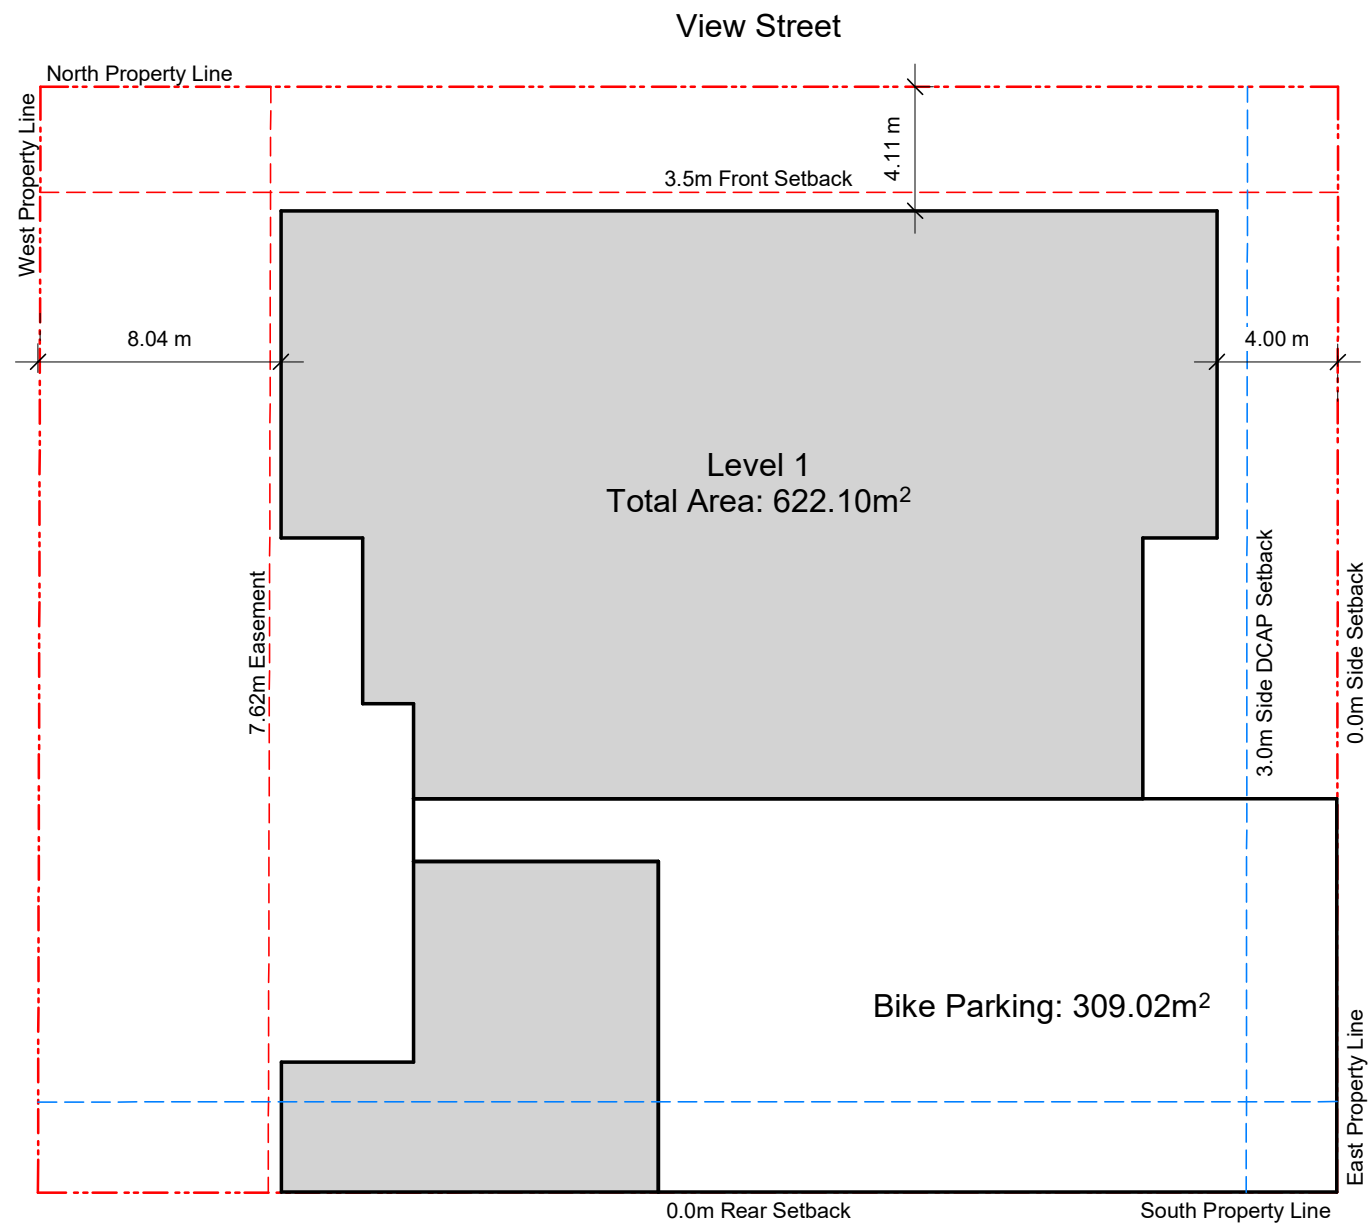 View Street
North Property Line
West Property Line
4.11 m
3.5m Front Setback
8.04 m
4.00 m
Level 1
Total Area: 622.10m²
7.62m Easement
3.0m Side DCAP Setback
0.0m Side Setback
Bike Parking: 309.02m²
East Property Line
0.0m Rear Setback
South Property Line